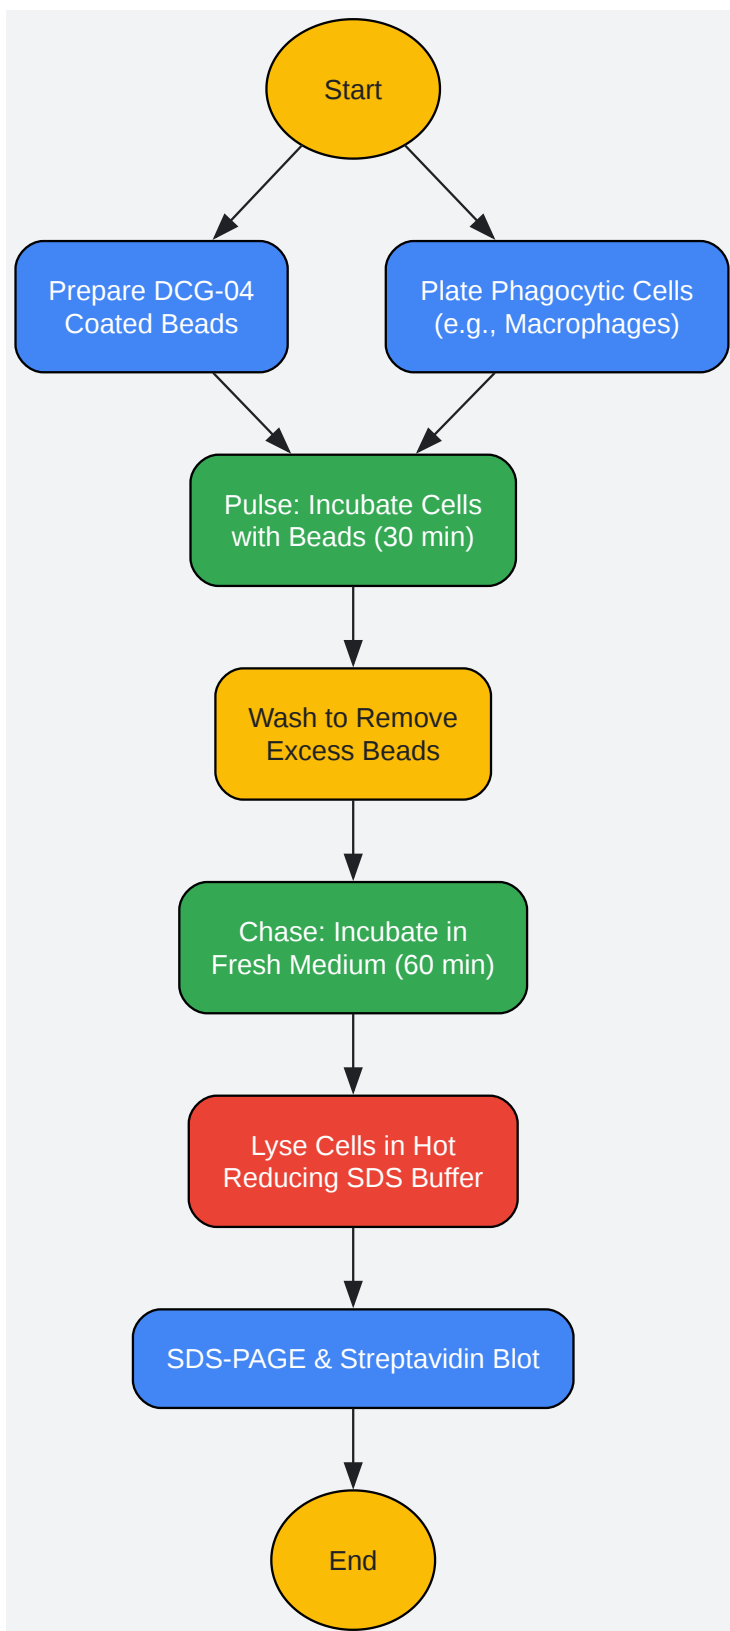 Start
Prepare DCG-04
Coated Beads
Plate Phagocytic Cells
(e.g., Macrophages)
Pulse: Incubate Cells
with Beads (30 min)
Wash to Remove
Excess Beads
Chase: Incubate in
Fresh Medium (60 min)
Lyse Cells in Hot
Reducing SDS Buffer
SDS-PAGE & Streptavidin Blot
End